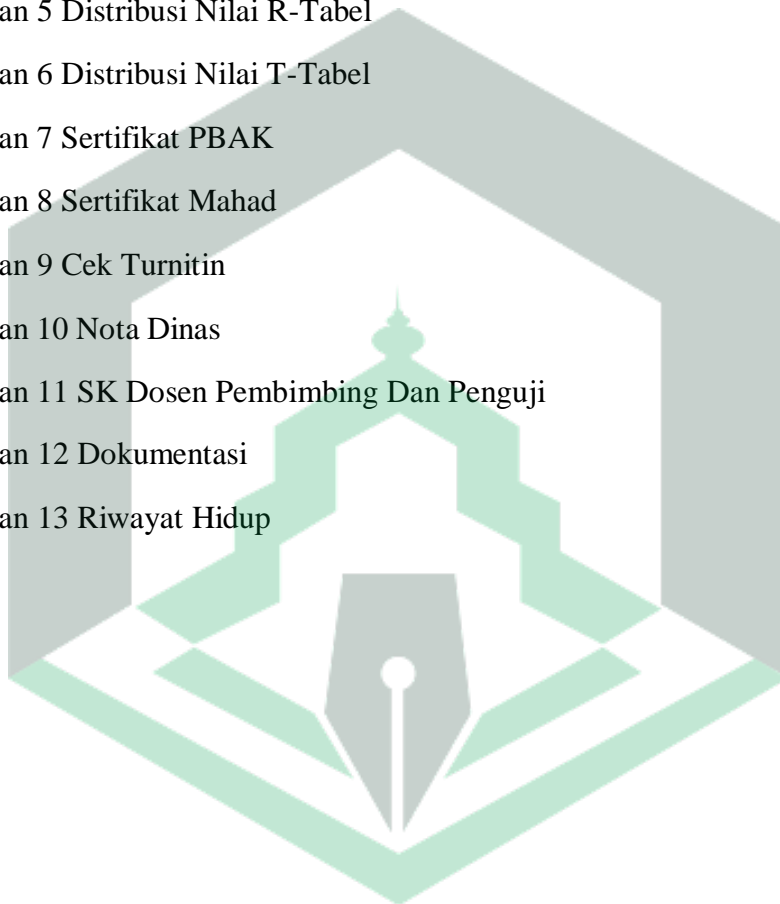 an 5 Distribusi Nilai R-Tabel
an 6 Distribusi Nilai T-Tabel
an 7 Sertifikat PBAK
an 8 Sertifikat Mahad
an 9 Cek Turnitin
an 10 Nota Dinas
an 11 SK Dosen Pembimbing Dan Penguji
an 12 Dokumentasi
an 13 Riwayat Hidup